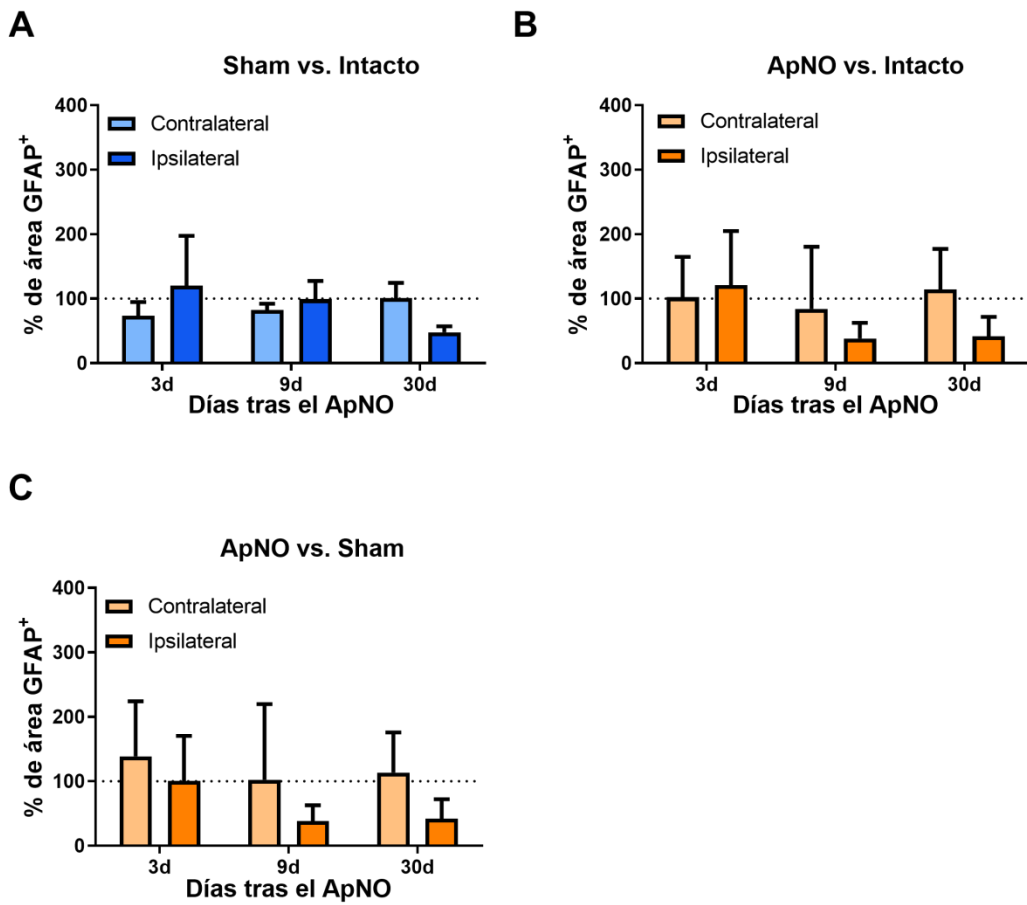 A
Sham vs. Intacto
% de área GFAP⁺
400
300
200
100
0
Contralateral
Ipsilateral
3d
9d
30d
Días tras el ApNO
B
ApNO vs. Intacto
% de área GFAP⁺
400
300
200
100
0
Contralateral
Ipsilateral
3d
9d
30d
Días tras el ApNO
C
ApNO vs. Sham
% de área GFAP⁺
400
300
200
100
0
Contralateral
Ipsilateral
3d
9d
30d
Días tras el ApNO